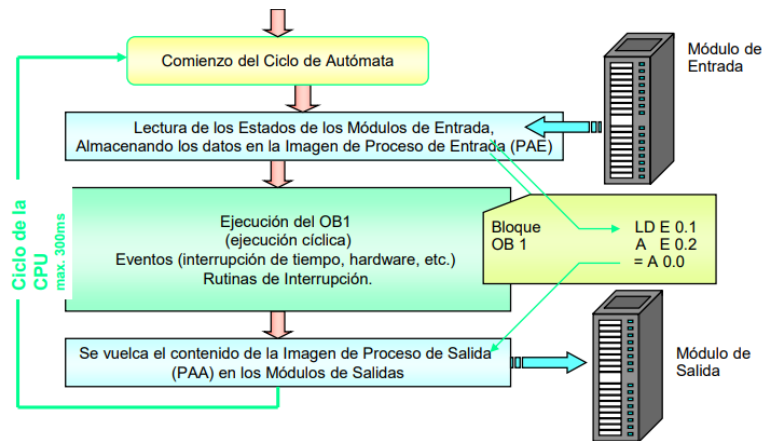 Comienzo del Ciclo de Autómata
Módulo de
Entrada
Lectura de los Estados de los Módulos de Entrada,
Almacenando los datos en la Imagen de Proceso de Entrada (PAE)
Ciclo de la
CPU
max. 300ms
Ejecución del OB1
(ejecución cíclica)
Eventos (interrupción de tiempo, hardware, etc.)
Rutinas de Interrupción.
Bloque
OB 1
LD E 0.1
A E 0.2
= A 0.0
Se vuelca el contenido de la Imagen de Proceso de Salida
(PAA) en los Módulos de Salidas
Módulo de
Salida